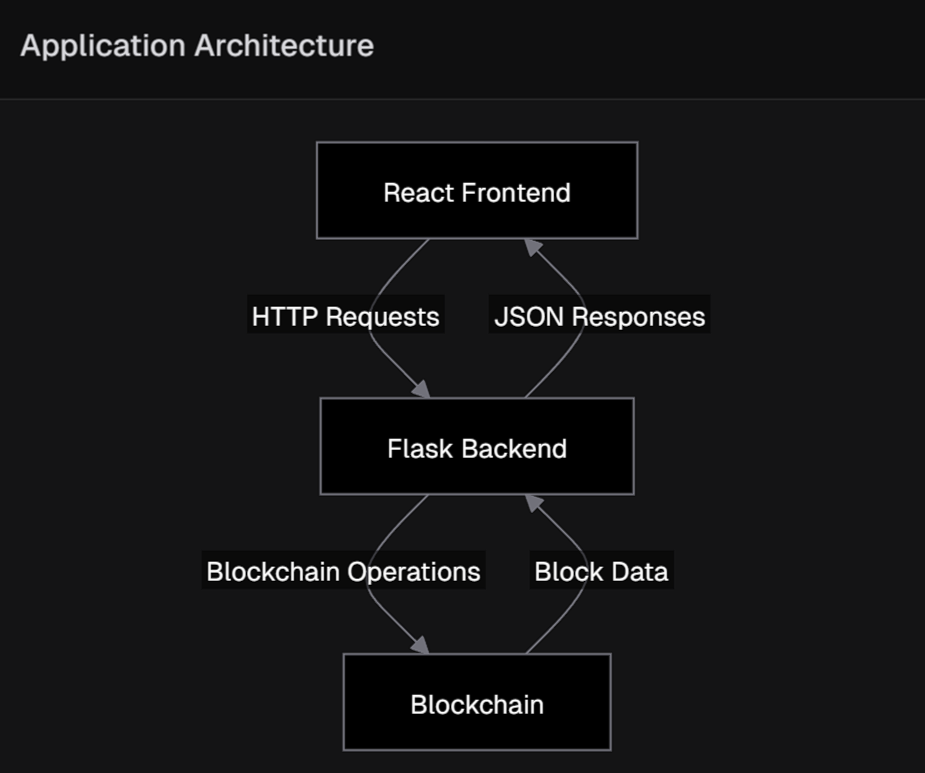 Application Architecture
React Frontend
HTTP Requests
JSON Responses
Flask Backend
Blockchain Operations
Block Data
Blockchain